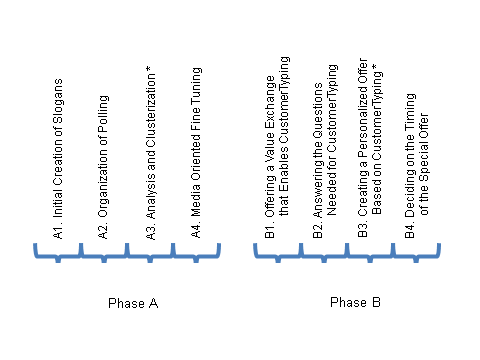 A1. Initial Creation of Slogans
A2. Organization of Polling
A3. Analysis and Clusterization *
A4. Media Oriented Fine Tuning
B1. Offering a Value Exchange
that Enables CustomerTyping
B2. Answering the Questions
Needed for CustomerTyping
B3. Creating a Personalized Offer
Based on CustomerTyping *
B4. Deciding on the Timing
of the Special Offer
Phase A
Phase B